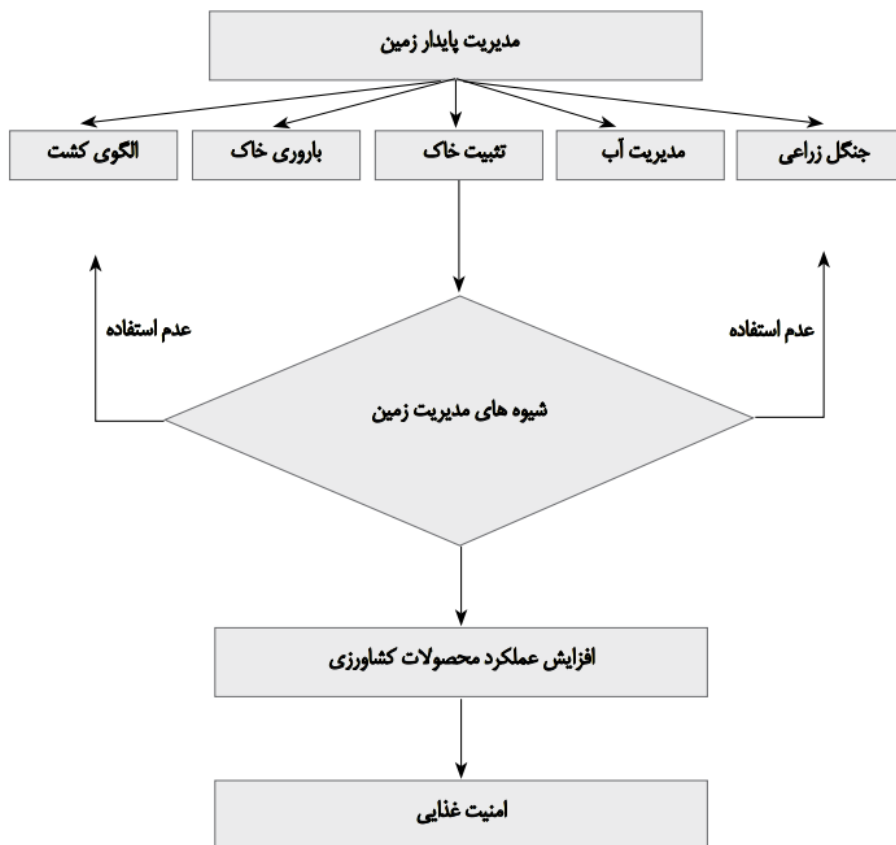 مدیریت پایدار زمین
جنگل زراعی
مدیریت آب
تثبیت خاک
باروری خاک
الگوی کشت
عدم استفاده
عدم استفاده
شیوه های مدیریت زمین
افزایش عملکرد محصولات کشاورزی
امنیت غذایی